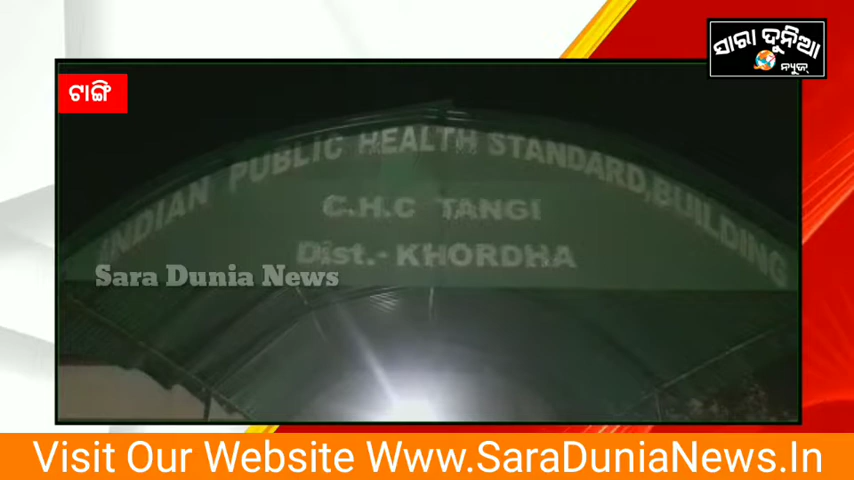 ସାରା ଦୁନିଆ
ନ୍ୟୁଜ୍
ଟାଙ୍ଗି
INDIAN PUBLIC HEALTH STANDARD, BUILDING
C.H.C TANGI
Dist.- KHORDHA
Sara Dunia News
Visit Our Website Www.SaraDuniaNews.In